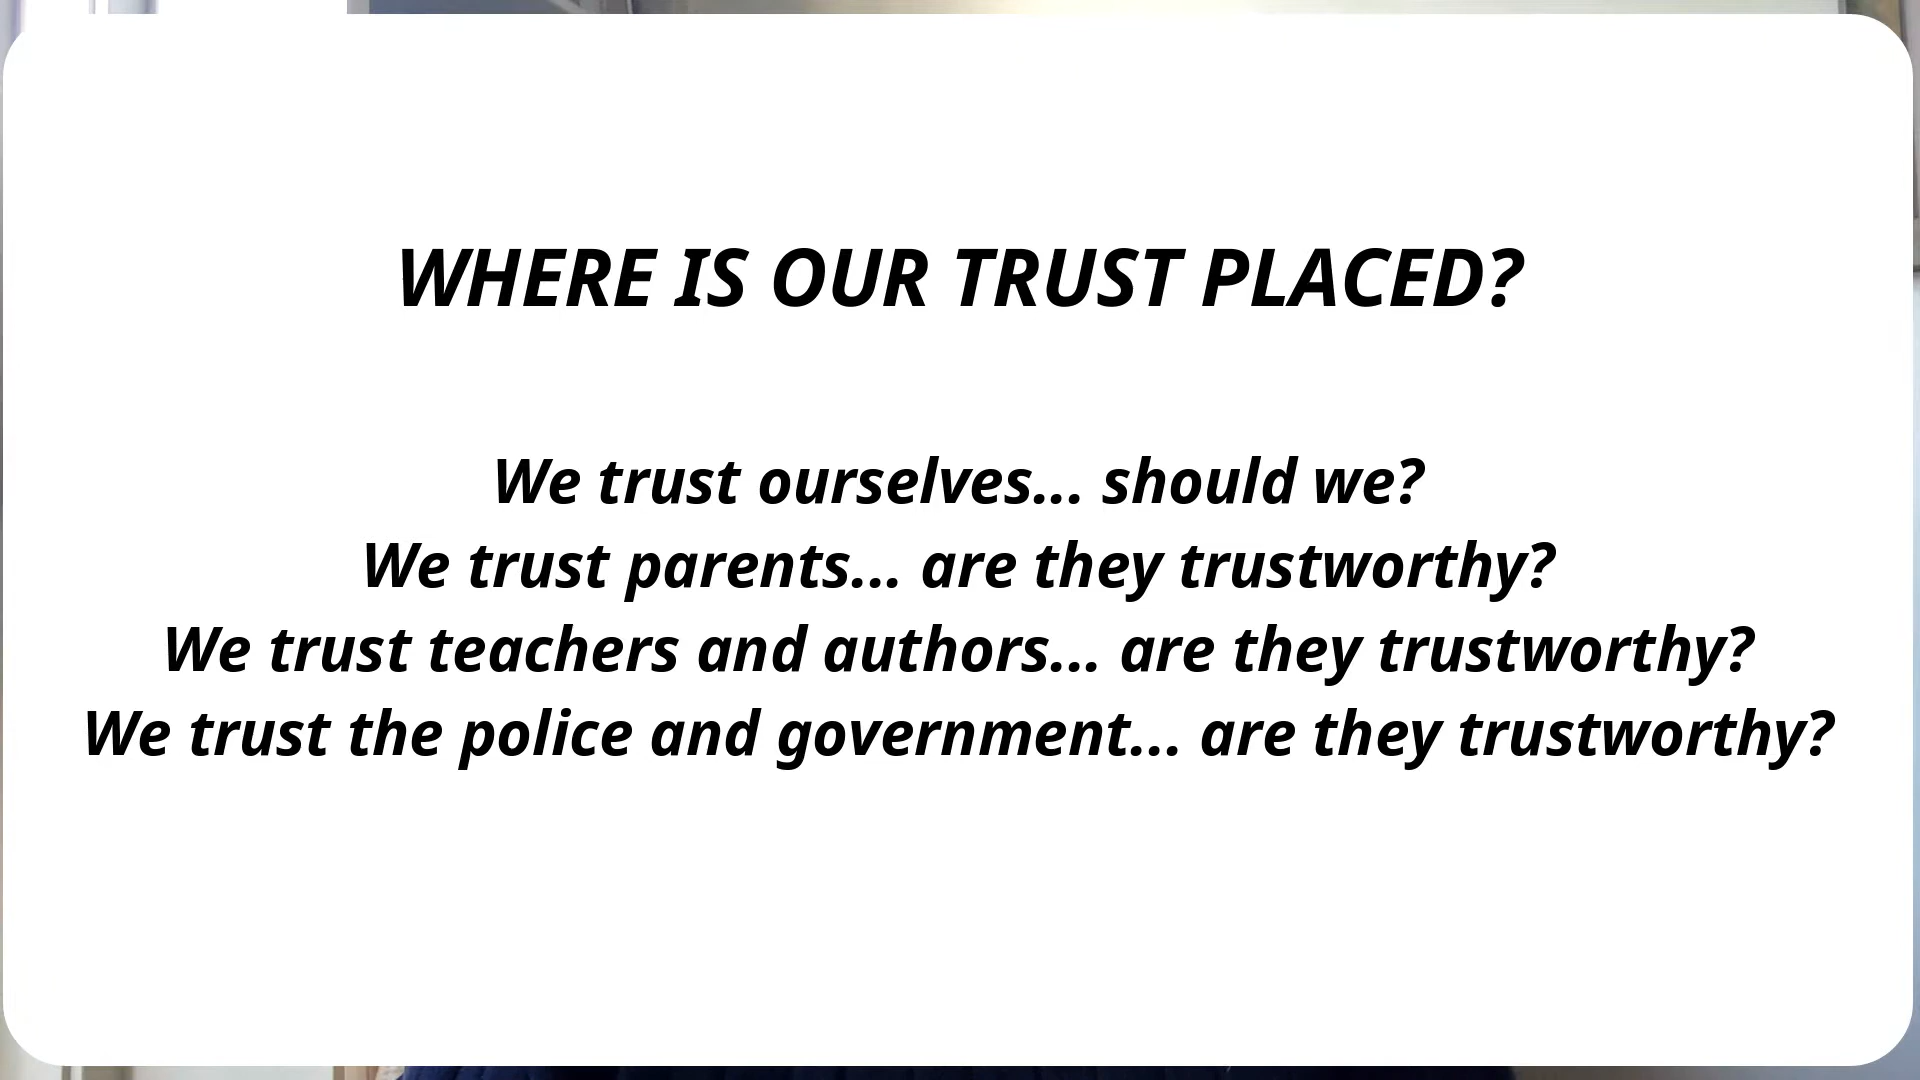 WHERE IS OUR TRUST PLACED?
We trust ourselves... should we?
We trust parents... are they trustworthy?
We trust teachers and authors... are they trustworthy?
We trust the police and government... are they trustworthy?